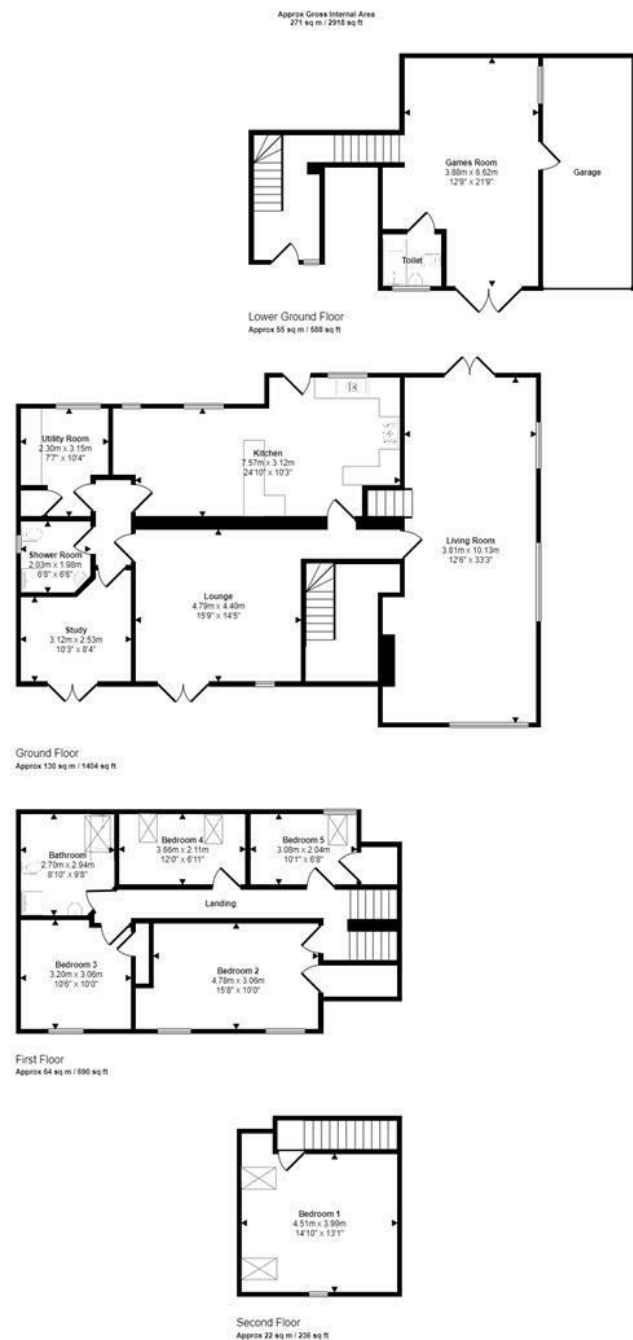 Approx Gross Internal Area
271 sq m / 2918 sq ft
Games Room
3.88m x 6.62m
12'9" x 21'9"
Garage
Toilet
Lower Ground Floor
Approx 55 sq m / 588 sq ft
Utility Room
2.30m x 3.15m
7'7" x 10'4"
Kitchen
7.57m x 3.12m
24'10" x 10'3"
Shower Room
2.03m x 1.98m
6'8" x 6'6"
Living Room
3.81m x 10.13m
12'6" x 33'3"
Lounge
4.79m x 4.40m
15'9" x 14'5"
Study
3.12m x 2.53m
10'3" x 8'4"
Ground Floor
Approx 130 sq m / 1404 sq ft
Bathroom
2.70m x 2.94m
8'10" x 9'8"
Bedroom 4
3.66m x 2.11m
12'0" x 6'11"
Bedroom 5
3.08m x 2.04m
10'1" x 6'8"
Landing
Bedroom 3
3.20m x 3.06m
10'6" x 10'0"
Bedroom 2
4.78m x 3.06m
15'8" x 10'0"
First Floor
Approx 64 sq m / 690 sq ft
Bedroom 1
4.51m x 3.99m
14'10" x 13'1"
Second Floor
Approx 22 sq m / 236 sq ft